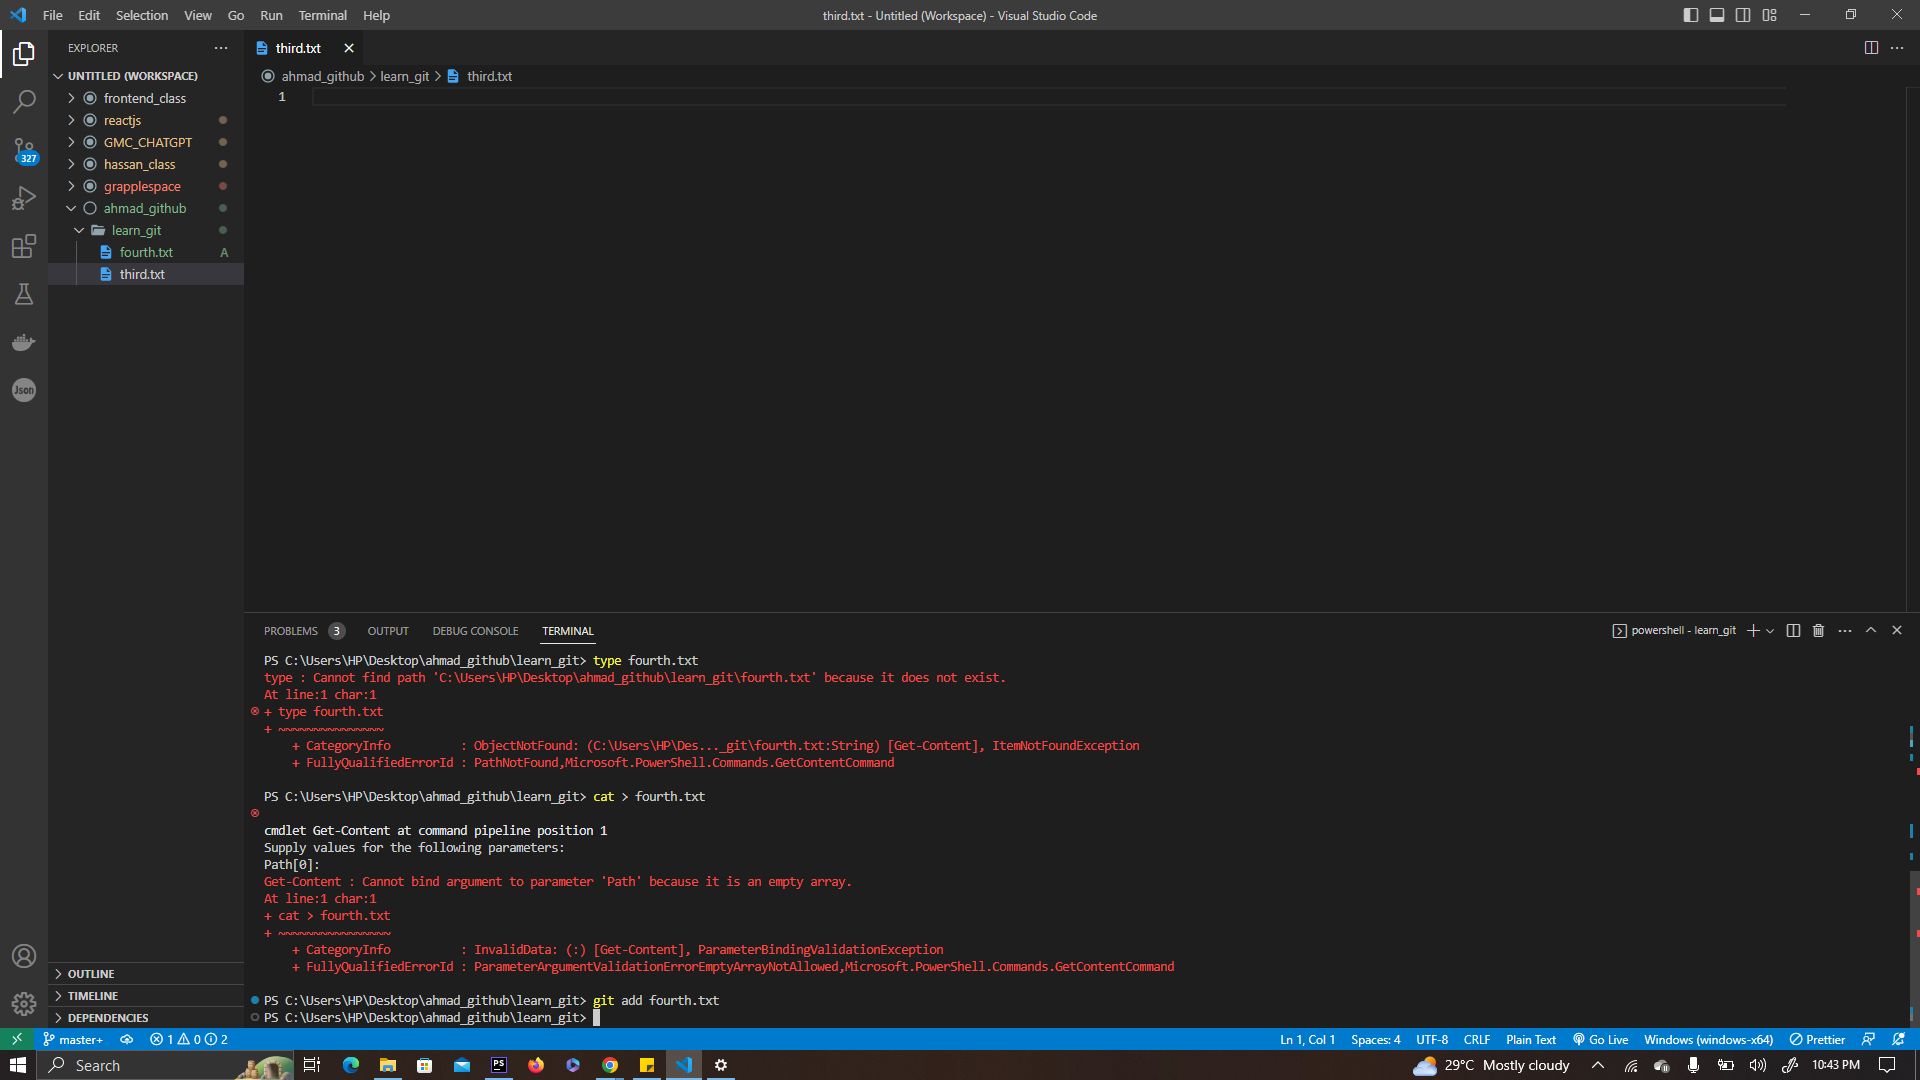 File Edit Selection View Go Run Terminal Help
third.txt - Untitled (Workspace) - Visual Studio Code
EXPLORER
UNTITLED (WORKSPACE)
frontend_class
reactjs
GMC_CHATGPT
327
hassan_class
grapplespace
ahmad_github
learn_git
fourth.txt A
third.txt
Json
OUTLINE
TIMELINE
DEPENDENCIES
third.txt
ahmad_github > learn_git > third.txt
1
PROBLEMS 3 OUTPUT DEBUG CONSOLE TERMINAL
powershell - learn_git
PS C:\Users\HP\Desktop\ahmad_github\learn_git> type fourth.txt
type : Cannot find path 'C:\Users\HP\Desktop\ahmad_github\learn_git\fourth.txt' because it does not exist.
At line:1 char:1
+ type fourth.txt
+ ~~~~~~~~~~~~~~~
+ CategoryInfo : ObjectNotFound: (C:\Users\HP\Des..._git\fourth.txt:String) [Get-Content], ItemNotFoundException
+ FullyQualifiedErrorId : PathNotFound,Microsoft.PowerShell.Commands.GetContentCommand
PS C:\Users\HP\Desktop\ahmad_github\learn_git> cat > fourth.txt
cmdlet Get-Content at command pipeline position 1
Supply values for the following parameters:
Path[0]:
Get-Content : Cannot bind argument to parameter 'Path' because it is an empty array.
At line:1 char:1
+ cat > fourth.txt
+ ~~~~~~~~~~~~~~~~
+ CategoryInfo : InvalidData: (:) [Get-Content], ParameterBindingValidationException
+ FullyQualifiedErrorId : ParameterArgumentValidationErrorEmptyArrayNotAllowed,Microsoft.PowerShell.Commands.GetContentCommand
PS C:\Users\HP\Desktop\ahmad_github\learn_git> git add fourth.txt
PS C:\Users\HP\Desktop\ahmad_github\learn_git>
master+ 1 0 2
Ln 1, Col 1 Spaces: 4 UTF-8 CRLF Plain Text Go Live Windows (windows-x64) Prettier
Search
PS
29°C Mostly cloudy
10:43 PM